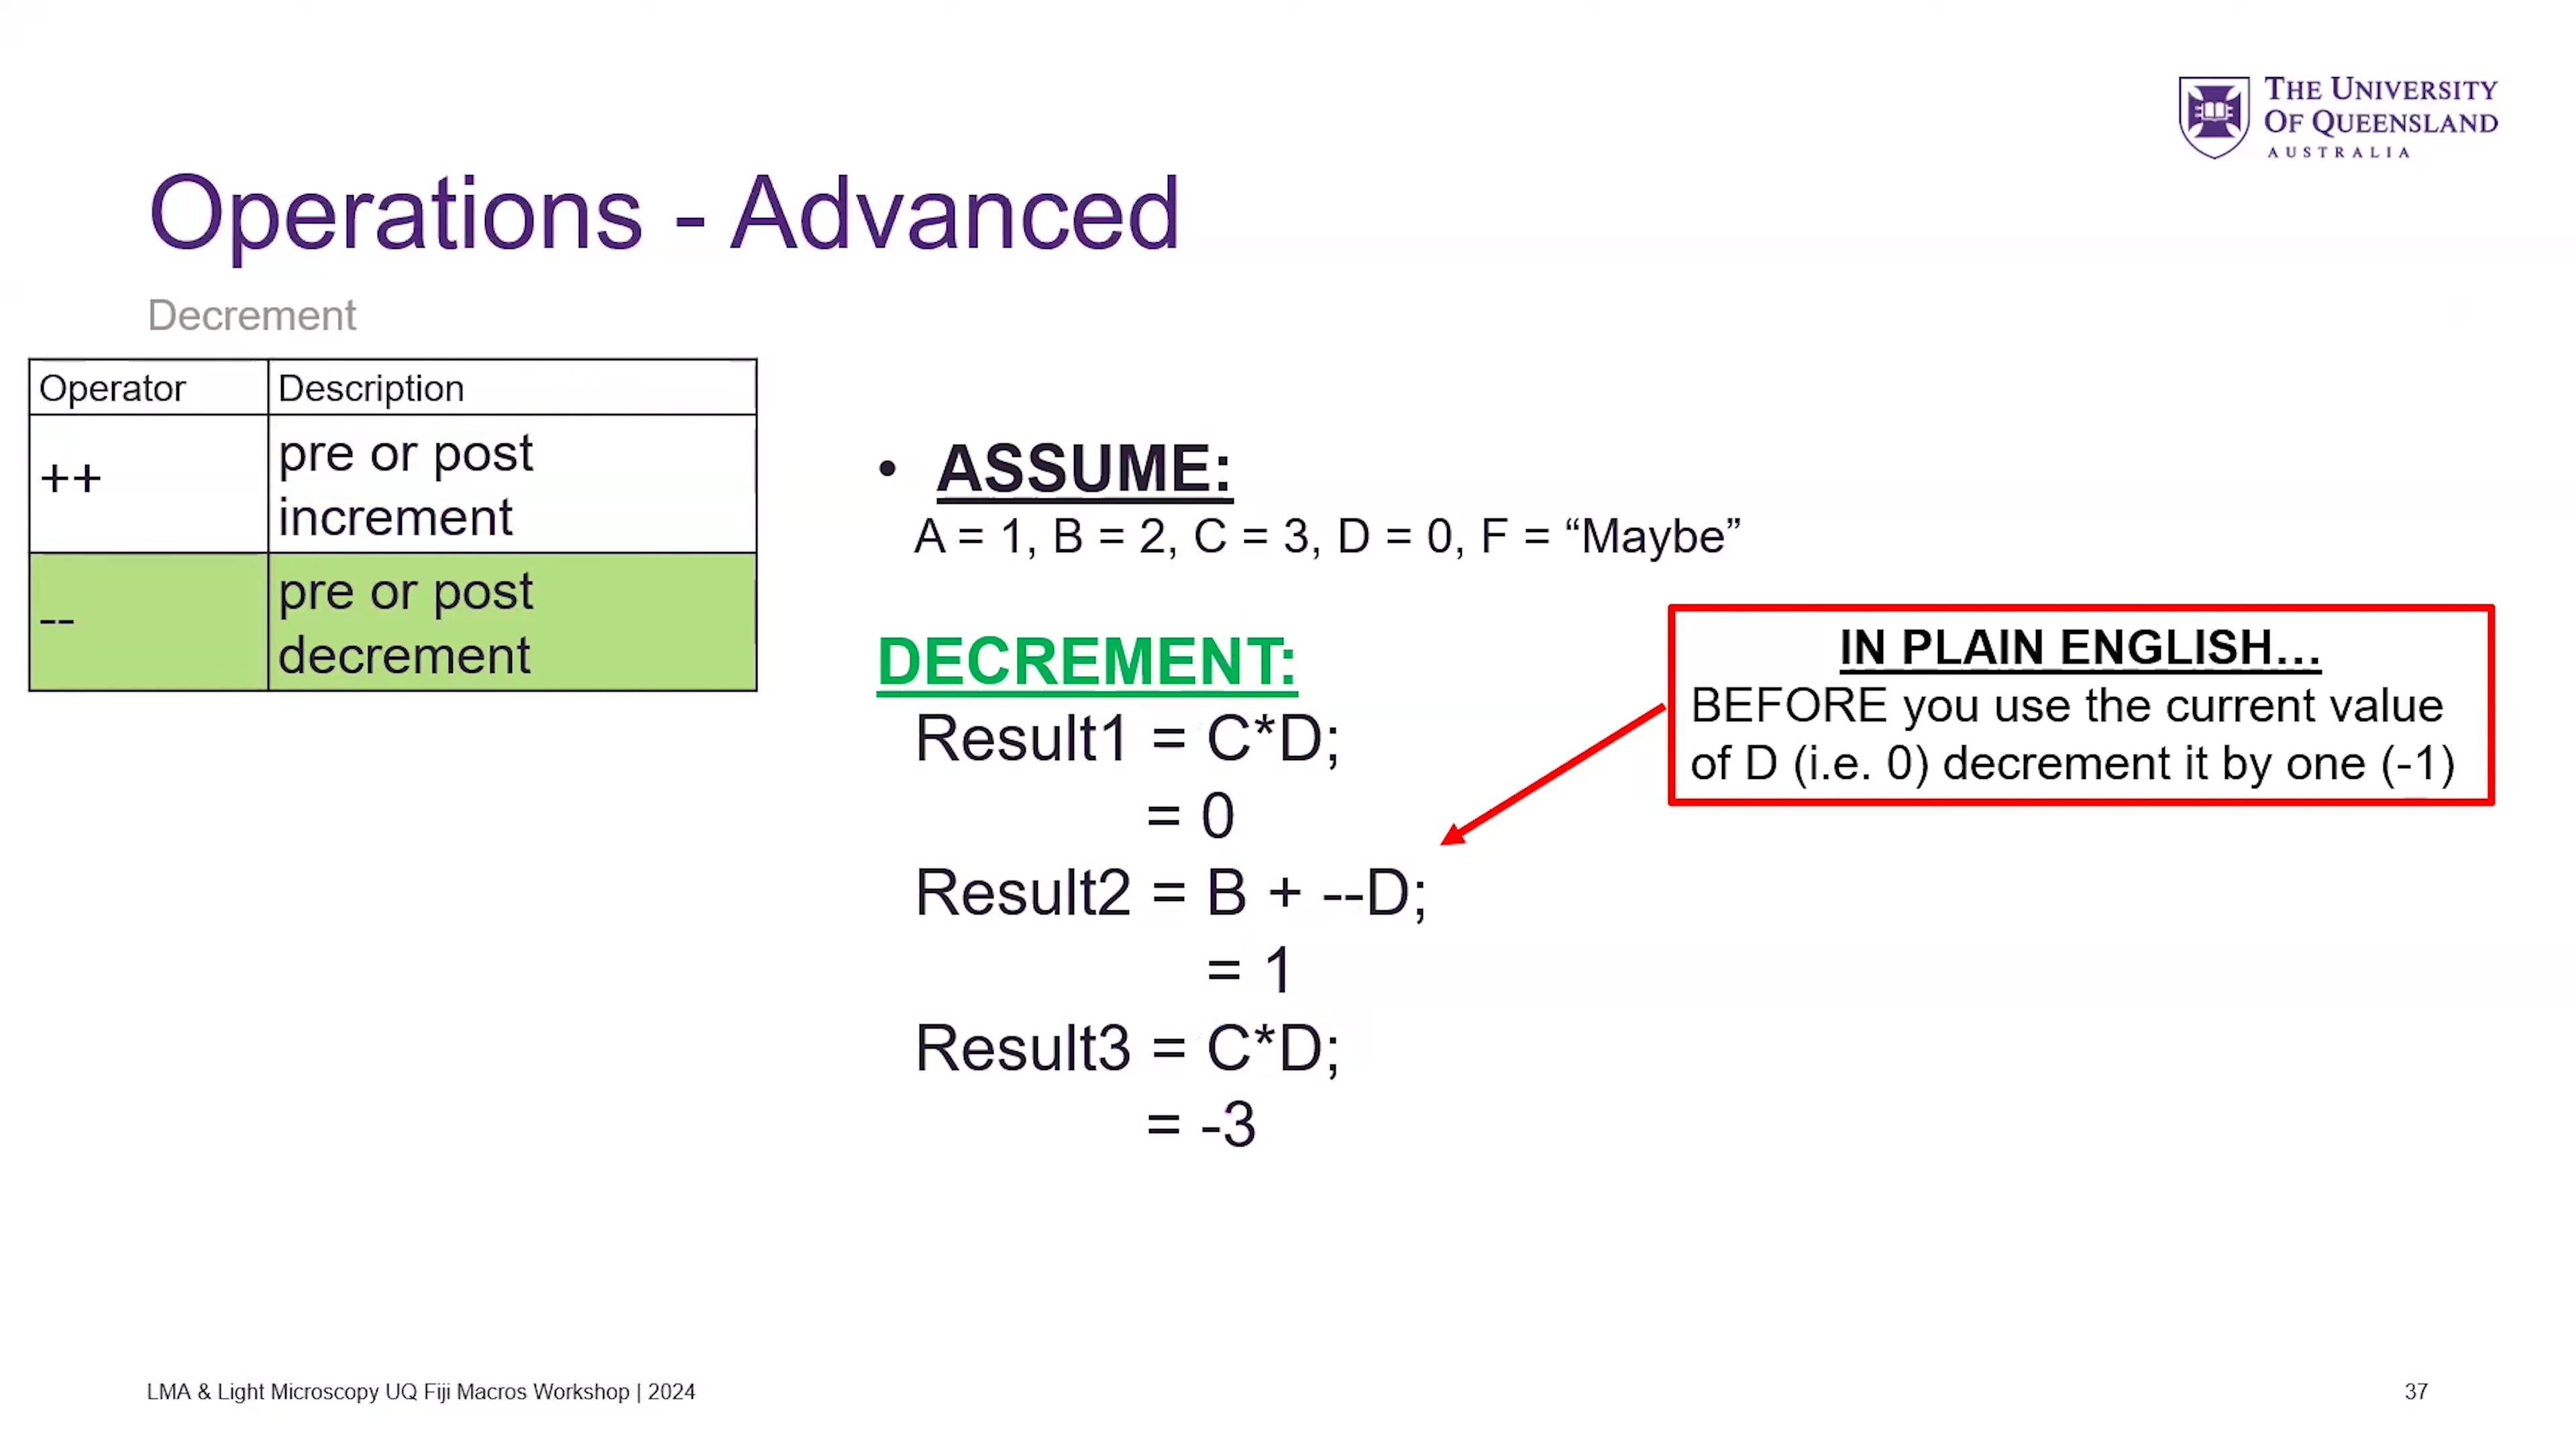 THE UNIVERSITY
OF QUEENSLAND
AUSTRALIA
Operations - Advanced
Decrement
Operator Description
++ pre or post
increment
-- pre or post
decrement
• ASSUME:
A = 1, B = 2, C = 3, D = 0, F = “Maybe”
DECREMENT:
Result1 = C*D;
= 0
Result2 = B + --D;
= 1
Result3 = C*D;
= -3
IN PLAIN ENGLISH...
BEFORE you use the current value
of D (i.e. 0) decrement it by one (-1)
LMA & Light Microscopy UQ Fiji Macros Workshop | 2024
37